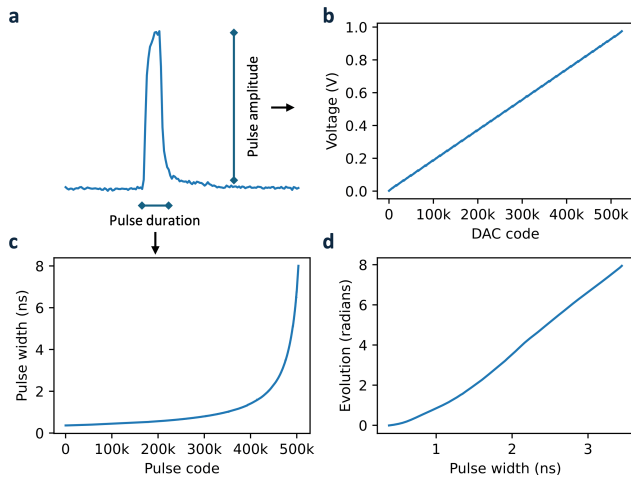 a
Pulse amplitude
Pulse duration
b
1.0
0.8
0.6
0.4
0.2
0.0
Voltage (V)
0 100k 200k 300k 400k 500k
DAC code
c
8
6
4
2
0
Pulse width (ns)
0 100k 200k 300k 400k 500k
Pulse code
d
8
6
4
2
0
Evolution (radians)
1 2 3
Pulse width (ns)